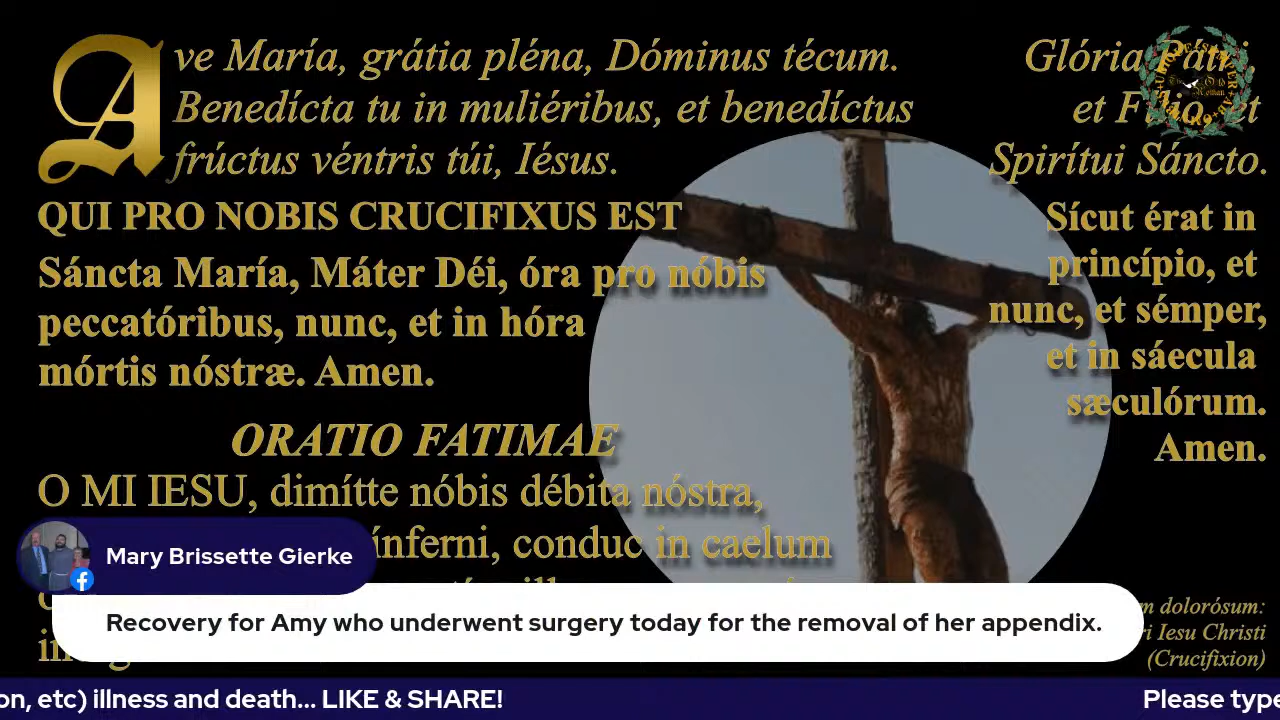 Ave María, grátia pléna, Dóminus técum.
Benedícta tu in muliéribus, et benedíctus
frúctus véntris túi, Iésus.
QUI PRO NOBIS CRUCIFIXUS EST
Sáncta María, Máter Déi, óra pro nóbis
peccatóribus, nunc, et in hóra
mórtis nóstræ. Amen.
ORATIO FATIMAE
O MI IESU, dimítte nóbis débita nóstra,
ínferni, conduc in caelum
Glória Pátri,
et Fílio, et
Spirítui Sáncto.
Sícut érat in
princípio, et
nunc, et sémper,
et in sáecula
sæculórum.
Amen.
dolorósum:
Iesu Christi
(Crucifixion)
Mary Brissette Gierke
Recovery for Amy who underwent surgery today for the removal of her appendix.
on, etc) illness and death... LIKE & SHARE!
Please type